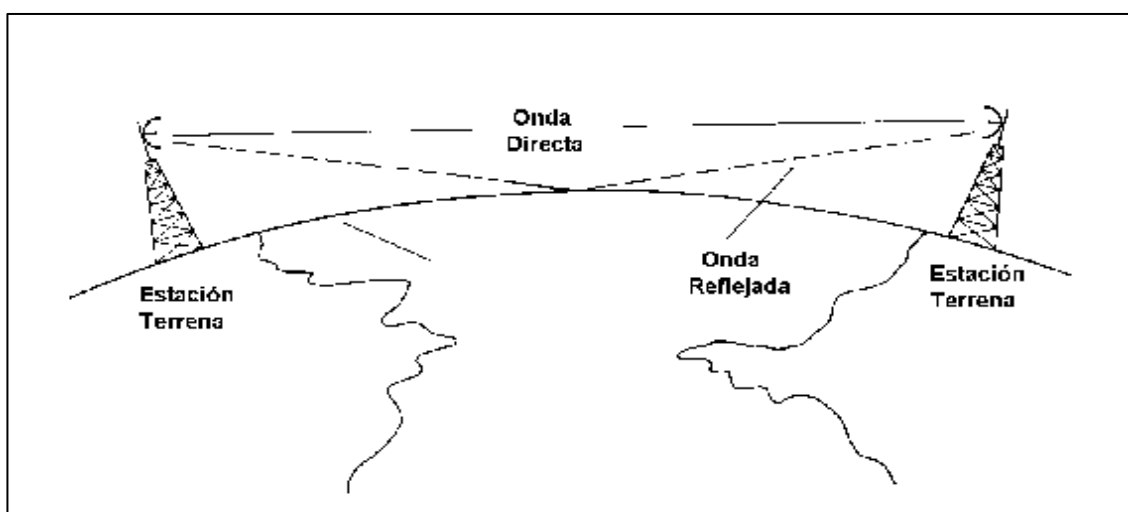 Onda
Directa
Onda
Reflejada
Estación
Terrena
Estación
Terrena